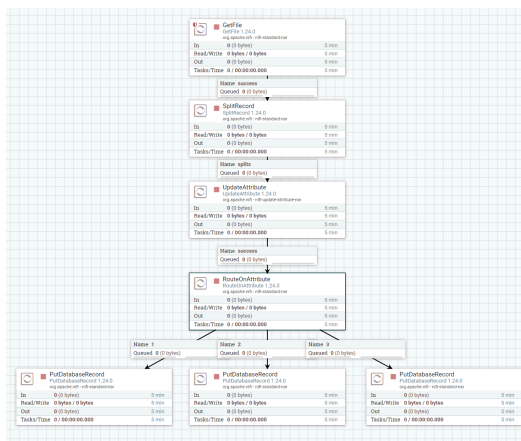 GetFile
GetFile 1.24.0
org.apache.nifi - nifi-standard-nar
In 0 (0 bytes) 5 min
Read/Write 0 bytes / 0 bytes 5 min
Out 0 (0 bytes) 5 min
Tasks/Time 0 / 00:00:00.000 5 min
Name success
Queued 0 (0 bytes)
SplitRecord
SplitRecord 1.24.0
org.apache.nifi - nifi-standard-nar
In 0 (0 bytes) 5 min
Read/Write 0 bytes / 0 bytes 5 min
Out 0 (0 bytes) 5 min
Tasks/Time 0 / 00:00:00.000 5 min
Name splits
Queued 0 (0 bytes)
UpdateAttribute
UpdateAttribute 1.24.0
org.apache.nifi - nifi-update-attribute-nar
In 0 (0 bytes) 5 min
Read/Write 0 bytes / 0 bytes 5 min
Out 0 (0 bytes) 5 min
Tasks/Time 0 / 00:00:00.000 5 min
Name success
Queued 0 (0 bytes)
RouteOnAttribute
RouteOnAttribute 1.24.0
org.apache.nifi - nifi-standard-nar
In 0 (0 bytes) 5 min
Read/Write 0 bytes / 0 bytes 5 min
Out 0 (0 bytes) 5 min
Tasks/Time 0 / 00:00:00.000 5 min
Name 1
Queued 0 (0 bytes)
Name 2
Queued 0 (0 bytes)
Name 3
Queued 0 (0 bytes)
PutDatabaseRecord
PutDatabaseRecord 1.24.0
org.apache.nifi - nifi-standard-nar
In 0 (0 bytes) 5 min
Read/Write 0 bytes / 0 bytes 5 min
Out 0 (0 bytes) 5 min
Tasks/Time 0 / 00:00:00.000 5 min
PutDatabaseRecord
PutDatabaseRecord 1.24.0
org.apache.nifi - nifi-standard-nar
In 0 (0 bytes) 5 min
Read/Write 0 bytes / 0 bytes 5 min
Out 0 (0 bytes) 5 min
Tasks/Time 0 / 00:00:00.000 5 min
PutDatabaseRecord
PutDatabaseRecord 1.24.0
org.apache.nifi - nifi-standard-nar
In 0 (0 bytes) 5 min
Read/Write 0 bytes / 0 bytes 5 min
Out 0 (0 bytes) 5 min
Tasks/Time 0 / 00:00:00.000 5 min